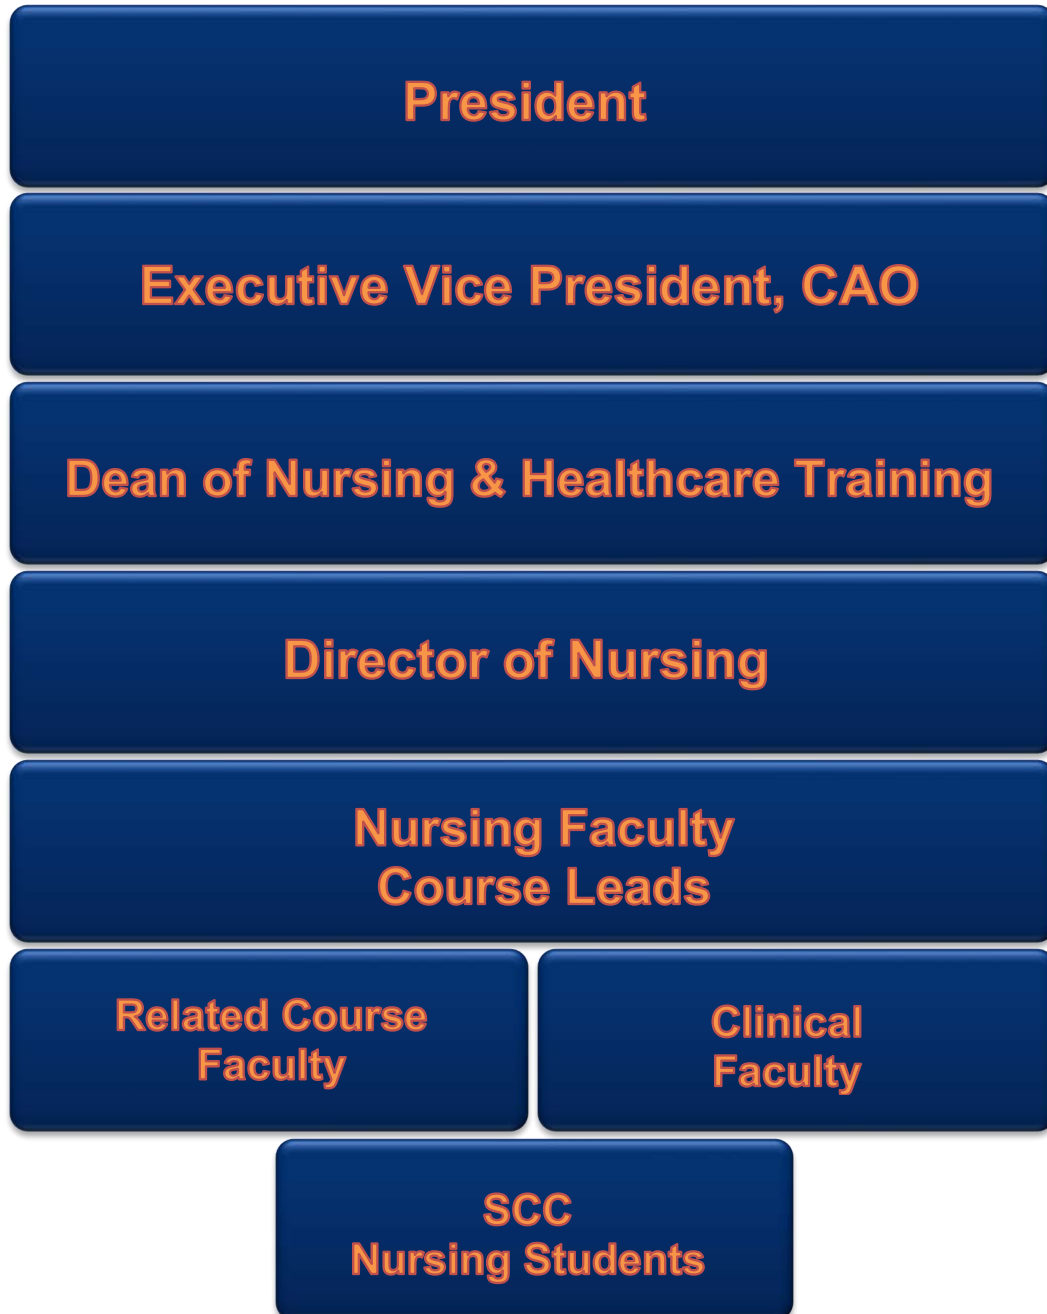 President
Executive Vice President, CAO
Dean of Nursing & Healthcare Training
Director of Nursing
Nursing Faculty
Course Leads
Related Course
Faculty
Clinical
Faculty
SCC
Nursing Students